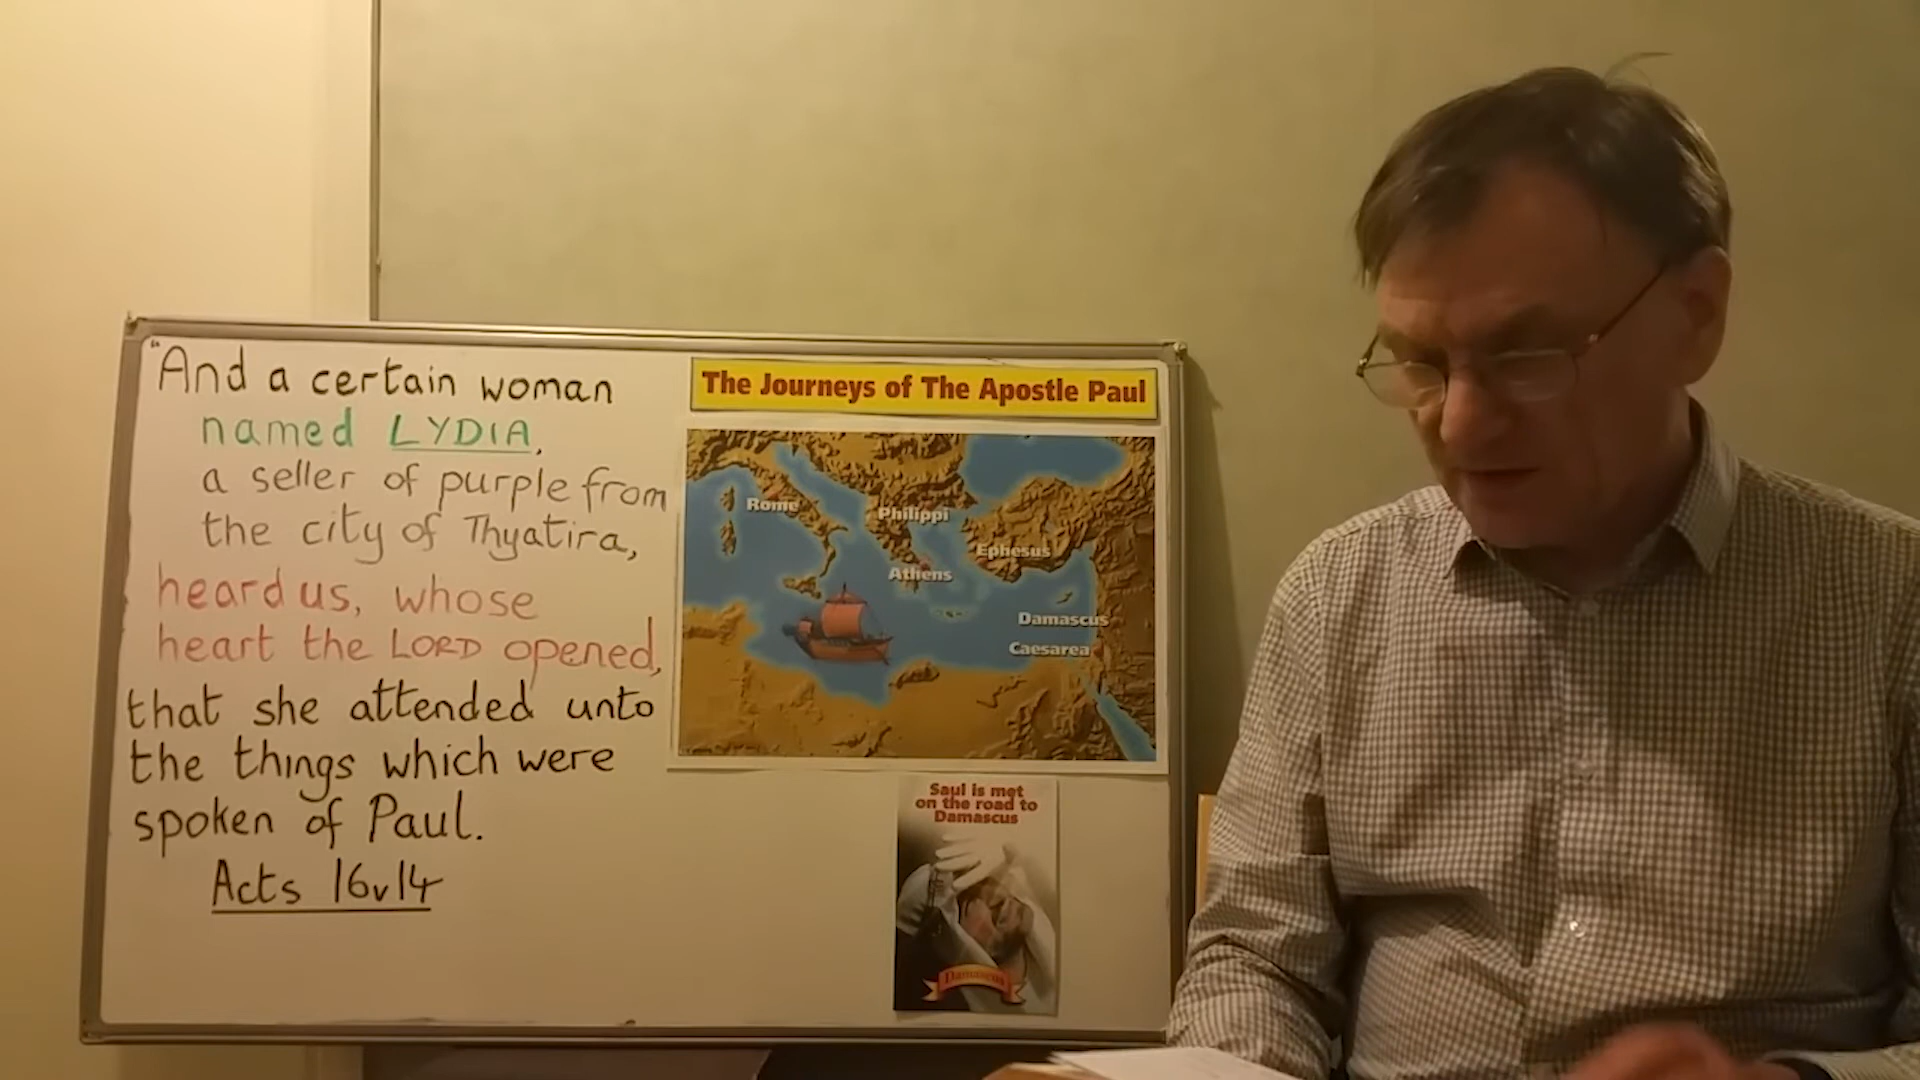 "And a certain woman
named LYDIA,
a seller of purple from
the city of Thyatira,
heard us, whose
heart the LORD opened,
that she attended unto
the things which were
spoken of Paul.
Acts 16v14
The Journeys of The Apostle Paul
Rome
Philippi
Ephesus
Athens
Damascus
Caesarea
Saul is met
on the road to
Damascus
Damascus